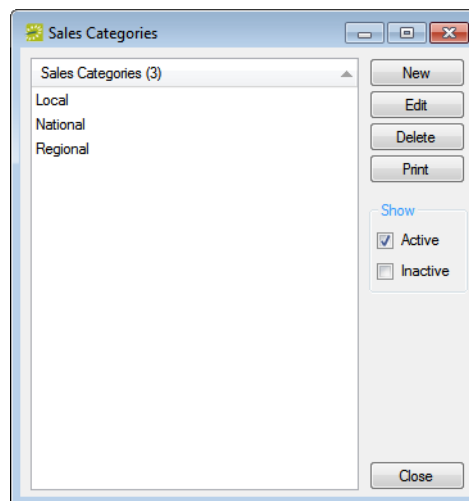 Sales Categories
Sales Categories (3)
Local
National
Regional
New
Edit
Delete
Print
Show
Active
Inactive
Close